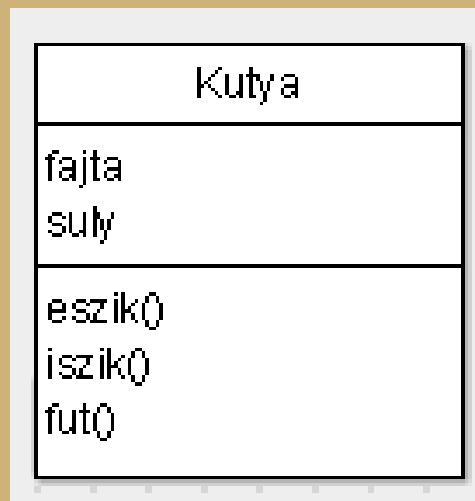 Kutya
fajta
suly
eszik()
iszik()
fut()